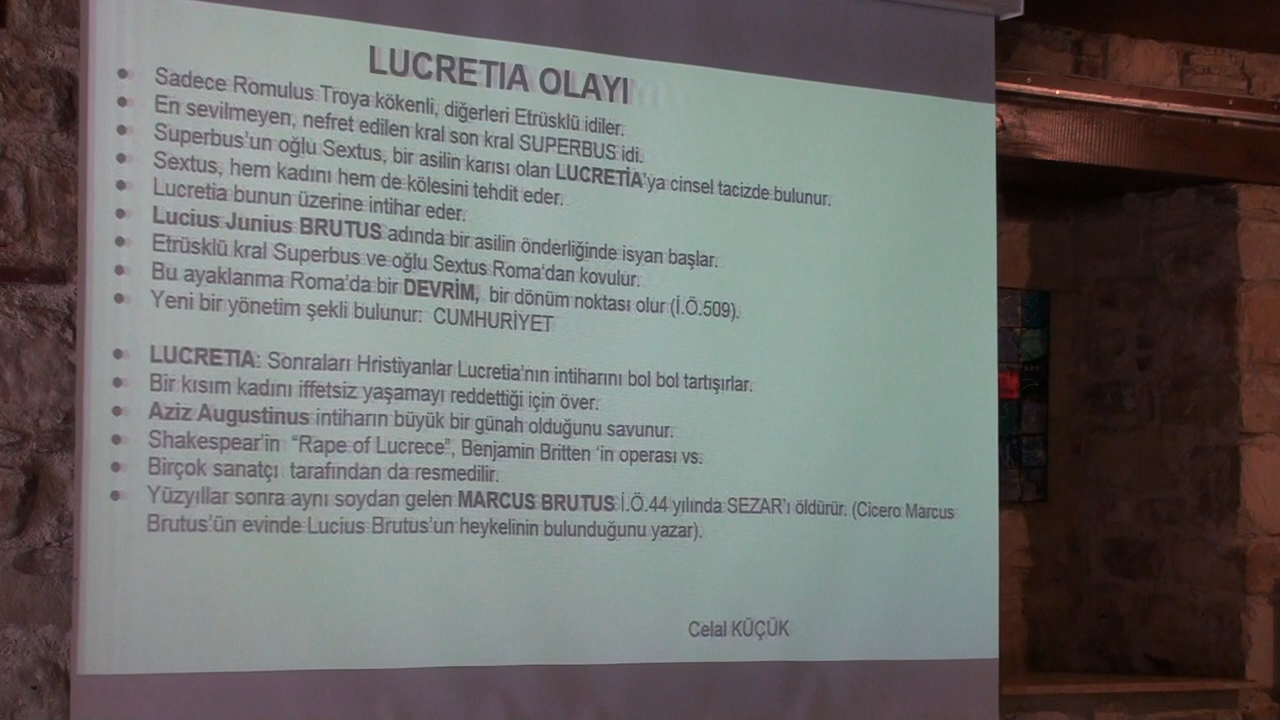 LUCRETIA OLAYI
• Sadece Romulus Troya kökenli, diğerleri Etrüsklü idiler.
• En sevilmeyen, nefret edilen kral son kral SUPERBUS idi.
• Superbus'un oğlu Sextus, bir asilin karısı olan LUCRETİA'ya cinsel tacizde bulunur.
• Sextus, hem kadını hem de kölesini tehdit eder.
• Lucretia bunun üzerine intihar eder.
• Lucius Junius BRUTUS adında bir asilin önderliğinde isyan başlar.
• Etrüsklü kral Superbus ve oğlu Sextus Roma'dan kovulur.
• Bu ayaklanma Roma'da bir DEVRİM, bir dönüm noktası olur (İ.Ö.509).
• Yeni bir yönetim şekli bulunur: CUMHURİYET
• LUCRETIA: Sonraları Hristiyanlar Lucretia'nın intiharını bol bol tartışırlar.
• Bir kısım kadını iffetsiz yaşamayı reddettiği için över.
• Aziz Augustinus intiharın büyük bir günah olduğunu savunur.
• Shakespear'in "Rape of Lucrece", Benjamin Britten 'in operası vs.
• Birçok sanatçı tarafından da resmedilir.
• Yüzyıllar sonra aynı soydan gelen MARCUS BRUTUS İ.Ö.44 yılında SEZAR'ı öldürür. (Cicero Marcus
Brutus'ün evinde Lucius Brutus'un heykelinin bulunduğunu yazar).
Celal KÜÇÜK